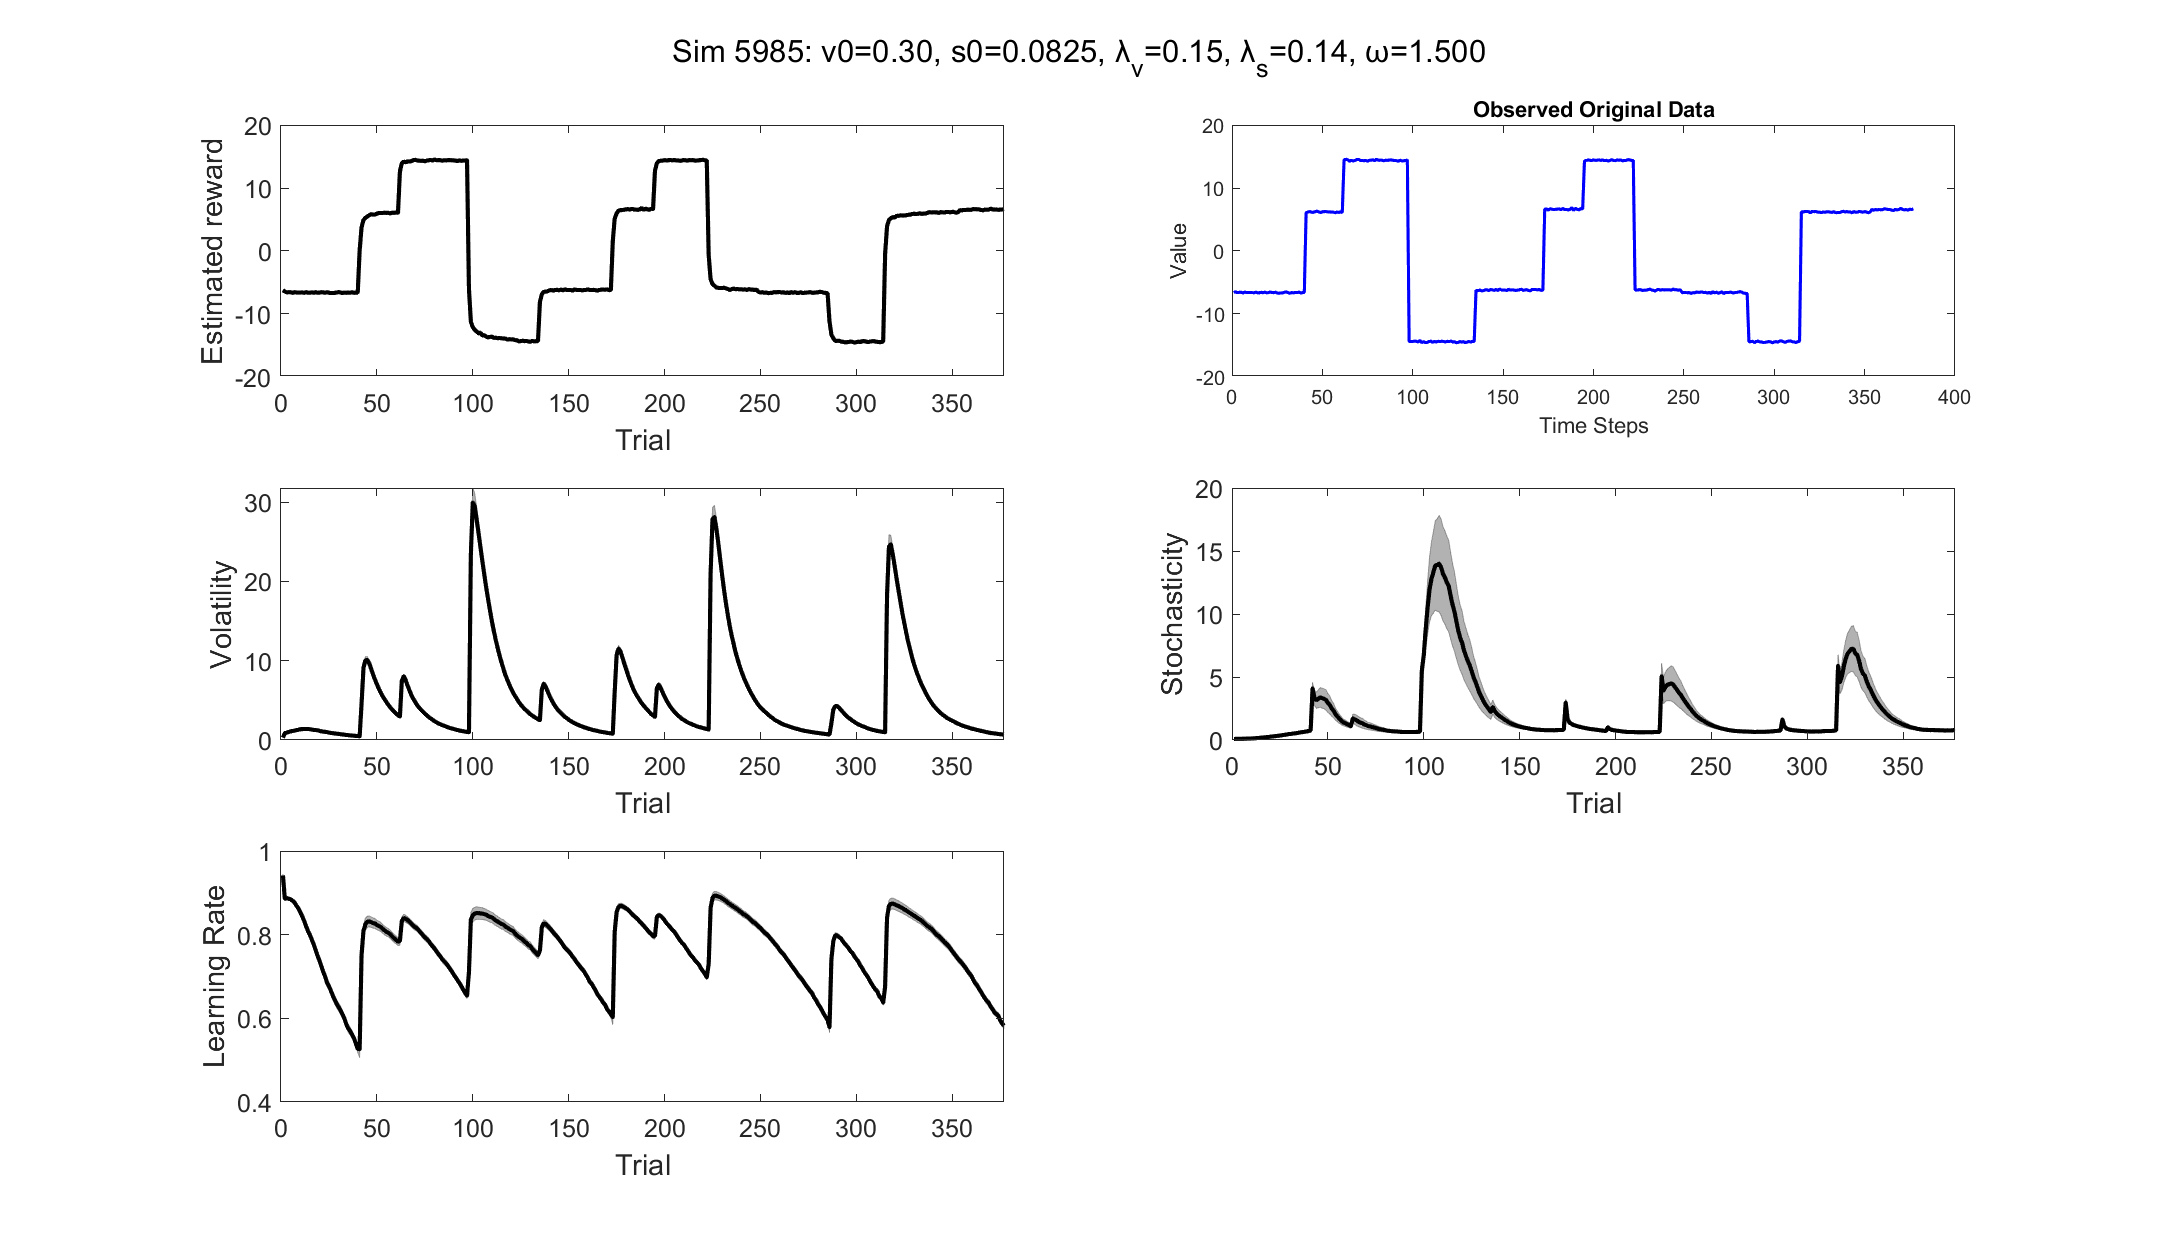 Sim 5985: v0=0.30, s0=0.0825, λv=0.15, λs=0.14, ω=1.500
20
10
0
-10
-20
Estimated reward
0 50 100 150 200 250 300 350
Trial
Observed Original Data
20
10
0
-10
-20
Value
0 50 100 150 200 250 300 350 400
Time Steps
30
20
10
0
Volatility
0 50 100 150 200 250 300 350
Trial
20
15
10
5
0
Stochasticity
0 50 100 150 200 250 300 350
Trial
1
0.8
0.6
0.4
Learning Rate
0 50 100 150 200 250 300 350
Trial